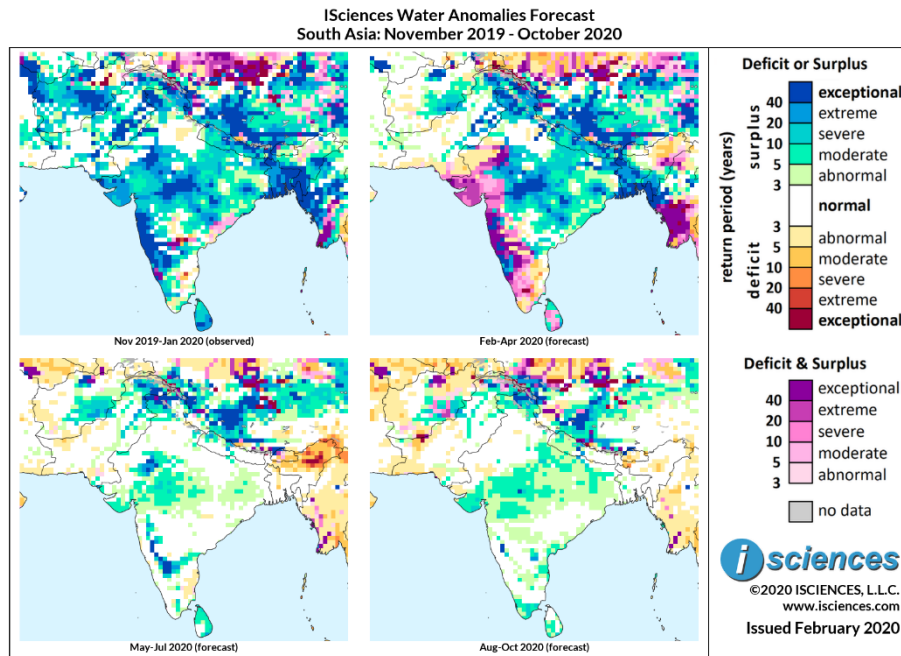 ISciences Water Anomalies Forecast
South Asia: November 2019 - October 2020
Nov 2019-Jan 2020 (observed)
Feb-Apr 2020 (forecast)
May-Jul 2020 (forecast)
Aug-Oct 2020 (forecast)
Deficit or Surplus
return period (years)
surplus
deficit
40
20
10
5
3
3
5
10
20
40
exceptional
extreme
severe
moderate
abnormal
normal
abnormal
moderate
severe
extreme
exceptional
Deficit & Surplus
40
20
10
5
3
exceptional
extreme
severe
moderate
abnormal
no data
i sciences
©2020 ISCIENCES, L.L.C.
www.isciences.com
Issued February 2020